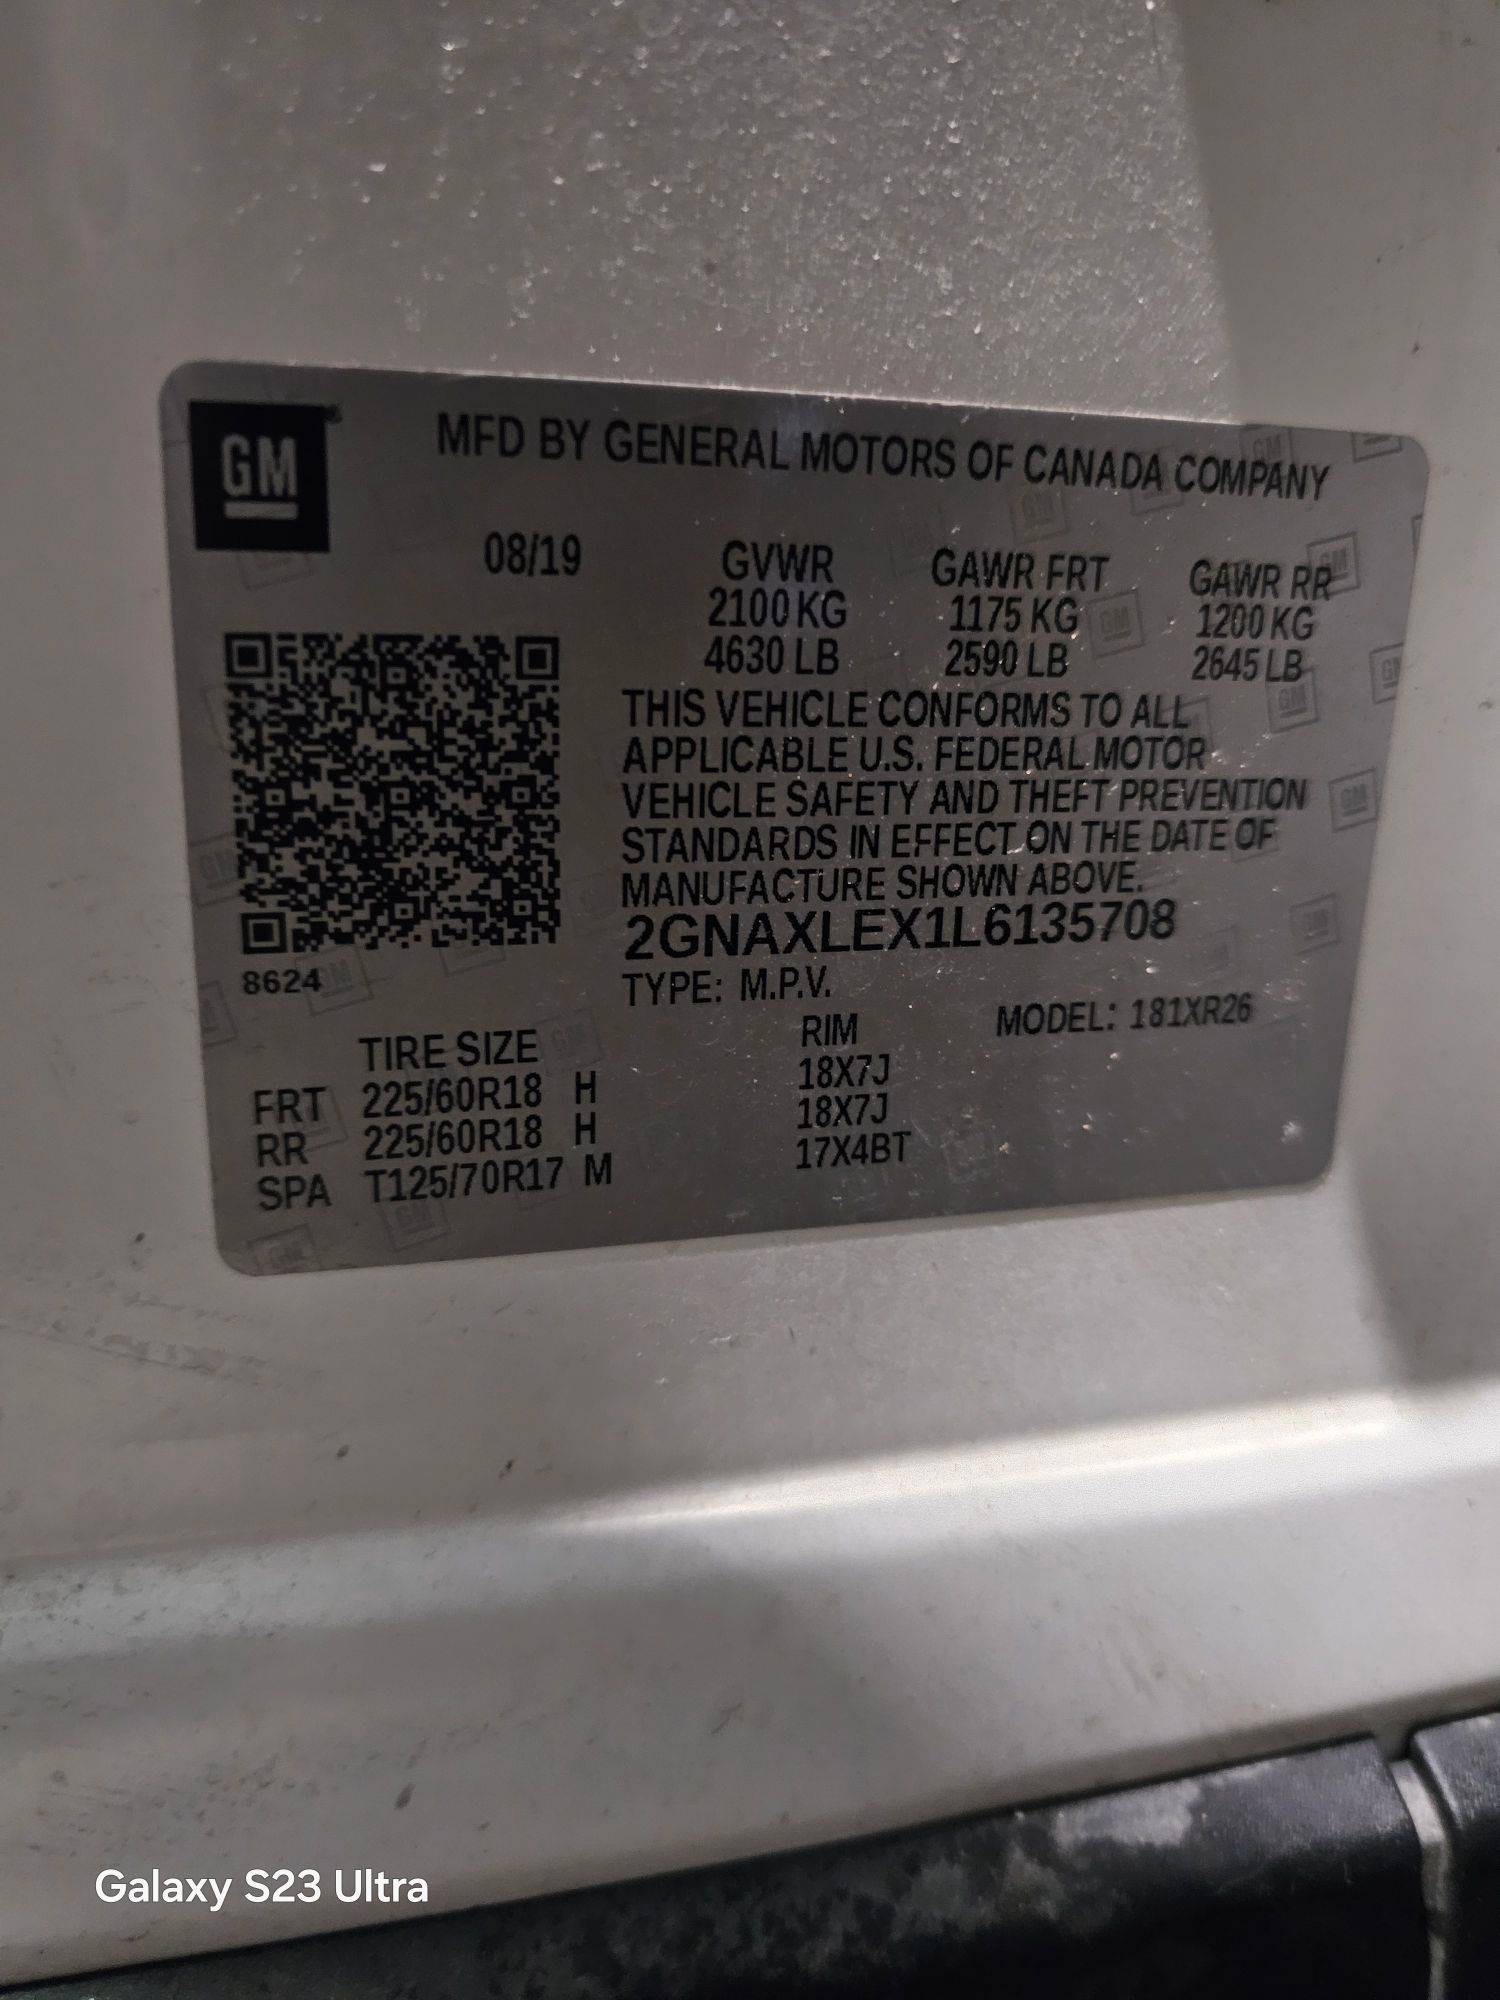 GM
MFD BY GENERAL MOTORS OF CANADA COMPANY
08/19 GVWR GAWR FRT GAWR RR
2100 KG 1175 KG 1200 KG
4630 LB 2590 LB 2645 LB
THIS VEHICLE CONFORMS TO ALL
APPLICABLE U.S. FEDERAL MOTOR
VEHICLE SAFETY AND THEFT PREVENTION
STANDARDS IN EFFECT ON THE DATE OF
MANUFACTURE SHOWN ABOVE.
2GNAXLEX1L6135708
8624 TYPE: M.P.V.
TIRE SIZE RIM MODEL: 181XR26
FRT 225/60R18 H 18X7J
RR 225/60R18 H 18X7J
SPA T125/70R17 M 17X4BT
Galaxy S23 Ultra